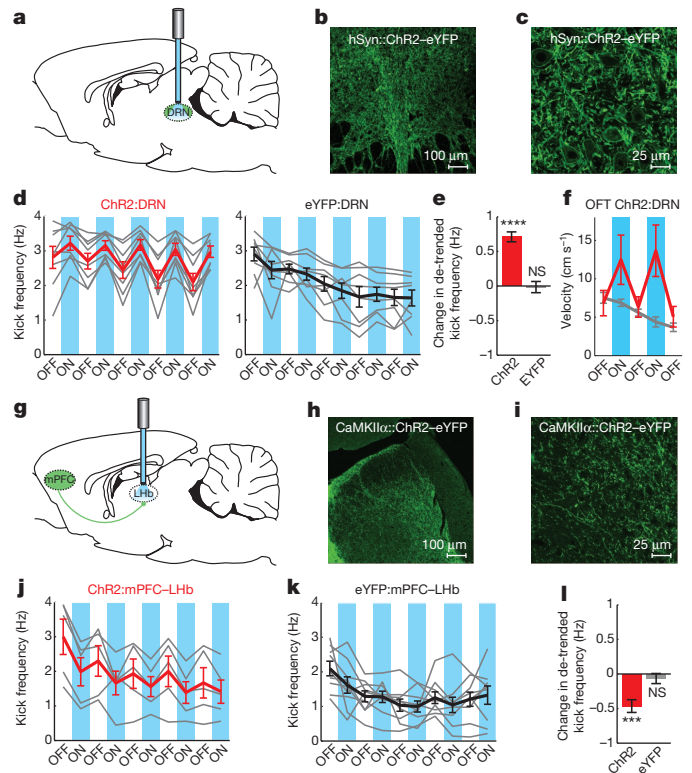 a
DRN
b
hSyn::ChR2–eYFP
100 µm
c
hSyn::ChR2–eYFP
25 µm
d
ChR2:DRN
Kick frequency (Hz)
4
3
2
1
0
OFF ON OFF ON OFF ON OFF ON OFF ON
eYFP:DRN
4
3
2
1
0
OFF ON OFF ON OFF ON OFF ON OFF ON
e
Change in de-trended
kick frequency (Hz)
1
0.5
0
−0.5
−1
****
NS
ChR2
EYFP
f
OFT ChR2:DRN
Velocity (cm s⁻¹)
15
10
5
0
OFF ON OFF ON OFF
g
mPFC
LHb
h
CaMKIIα::ChR2–eYFP
100 µm
i
CaMKIIα::ChR2–eYFP
25 µm
j
ChR2:mPFC–LHb
Kick frequency (Hz)
4
3
2
1
0
OFF ON OFF ON OFF ON OFF ON OFF ON
k
eYFP:mPFC–LHb
Kick frequency (Hz)
4
3
2
1
0
OFF ON OFF ON OFF ON OFF ON OFF ON
l
Change in de-trended
kick frequency (Hz)
1
0.5
0
−0.5
−1
***
NS
ChR2
eYFP